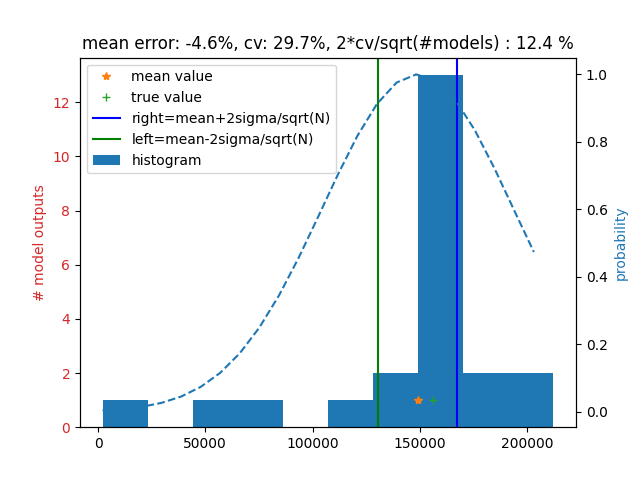 mean error: -4.6%, cv: 29.7%, 2*cv/sqrt(#models) : 12.4 %
mean value
true value
right=mean+2sigma/sqrt(N)
left=mean-2sigma/sqrt(N)
histogram
# model outputs
12
10
8
6
4
2
0
0
50000
100000
150000
200000
1.0
0.8
0.6
0.4
0.2
0.0
probability